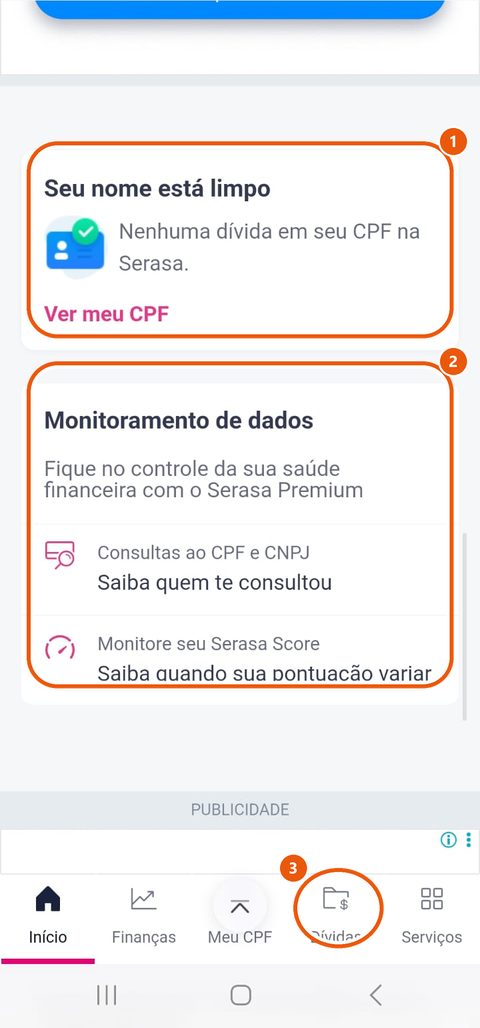 1
Seu nome está limpo
Nenhuma dívida em seu CPF na
Serasa.
Ver meu CPF
2
Monitoramento de dados
Fique no controle da sua saúde
financeira com o Serasa Premium
Consultas ao CPF e CNPJ
Saiba quem te consultou
Monitore seu Serasa Score
Saiba quando sua pontuação variar
PUBLICIDADE
3
$
Início
Finanças
Meu CPF
Dívidas
Serviços